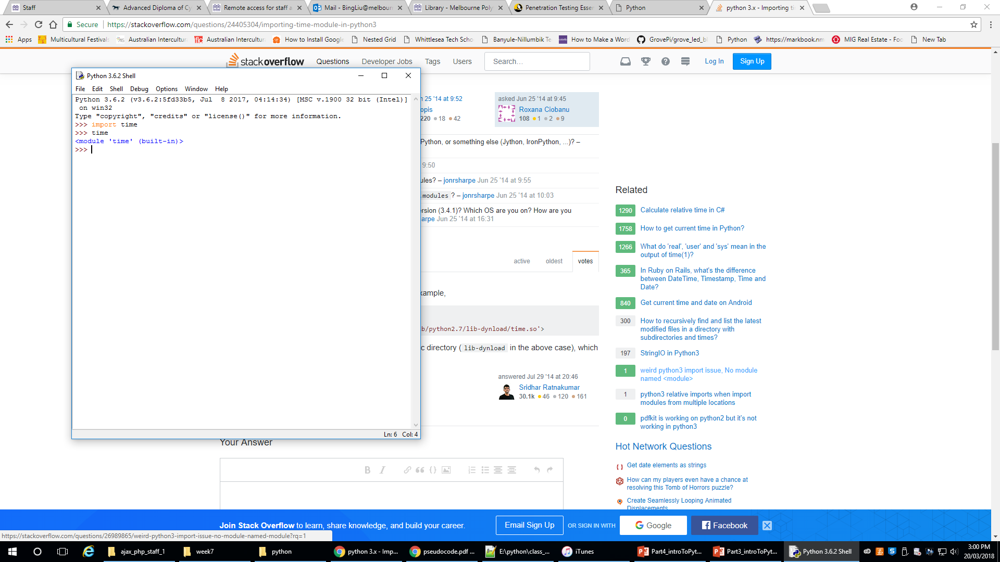 Staff
Advanced Diploma of Cy
Remote access for staff a
Mail - BingLiu@melbour
Library - Melbourne Poly
Penetration Testing Esse
Python
python 3.x - Importing ti
Secure
https://stackoverflow.com/questions/24405304/importing-time-module-in-python3
Apps
Multicultural Festivals
Australian Intercultur
Australian Intercultur
How to Install Google
Nested Grid
Whittlesea Tech Scho
Banyule-Nillumbik Te
How to Make a Word
GrovePi/grove_led_bl
Python
https://markbook.nm
MIG Real Estate - Foo
New Tab
stackoverflow
Questions
Developer Jobs
Tags
Users
Search…
Log In
Sign Up
Python 3.6.2 Shell
File Edit Shell Debug Options Window Help
Python 3.6.2 (v3.6.2:5fd33b5, Jul  8 2017, 04:14:34) [MSC v.1900 32 bit (Intel)]
on win32
Type "copyright", "credits" or "license()" for more information.
>>> import time
>>> time
<module 'time' (built-in)>
>>>
Ln: 6 Col: 4
n 25 '14 at 9:52
opis
220 18 42
asked Jun 25 '14 at 9:45
Roxana Ciobanu
108 1 2 9
Python, or something else (Jython, IronPython, ...)? –
9:50
ules? – jonrsharpe Jun 25 '14 at 9:55
.modules ? – jonrsharpe Jun 25 '14 at 10:03
ersion (3.4.1)? Which OS are you on? How are you
arpe Jun 25 '14 at 16:31
active
oldest
votes
xample,
b/python2.7/lib-dynload/time.so'>
c directory ( lib-dynload in the above case), which
answered Jul 29 '14 at 20:46
Sridhar Ratnakumar
30.1k 46 120 161
Your Answer
Related
1290 Calculate relative time in C#
1758 How to get current time in Python?
1266 What do 'real', 'user' and 'sys' mean in the
output of time(1)?
365 In Ruby on Rails, what's the difference
between DateTime, Timestamp, Time and
Date?
840 Get current time and date on Android
300 How to recursively find and list the latest
modified files in a directory with
subdirectories and times?
197 StringIO in Python3
1 weird python3 import issue, No module
named <module>
1 python3 relative imports when import
modules from multiple locations
0 pdfkit is working on python2 but it's not
working in python3
Hot Network Questions
Get date elements as strings
How can my players even have a chance at
resolving this Tomb of Horrors puzzle?
Create Seamlessly Looping Animated
Displacements
Join Stack Overflow to learn, share knowledge, and build your career.
Email Sign Up
OR SIGN IN WITH
Google
Facebook
https://stackoverflow.com/questions/26989865/weird-python3-import-issue-no-module-named-module?rq=1
ajax_php_staff_1
week7
python
python 3.x - Imp...
pseudocode.pdf ...
E:\python\class_...
iTunes
Part4_introToPyt...
Part3_introToPyt...
Python 3.6.2 Shell
3:00 PM
20/03/2018